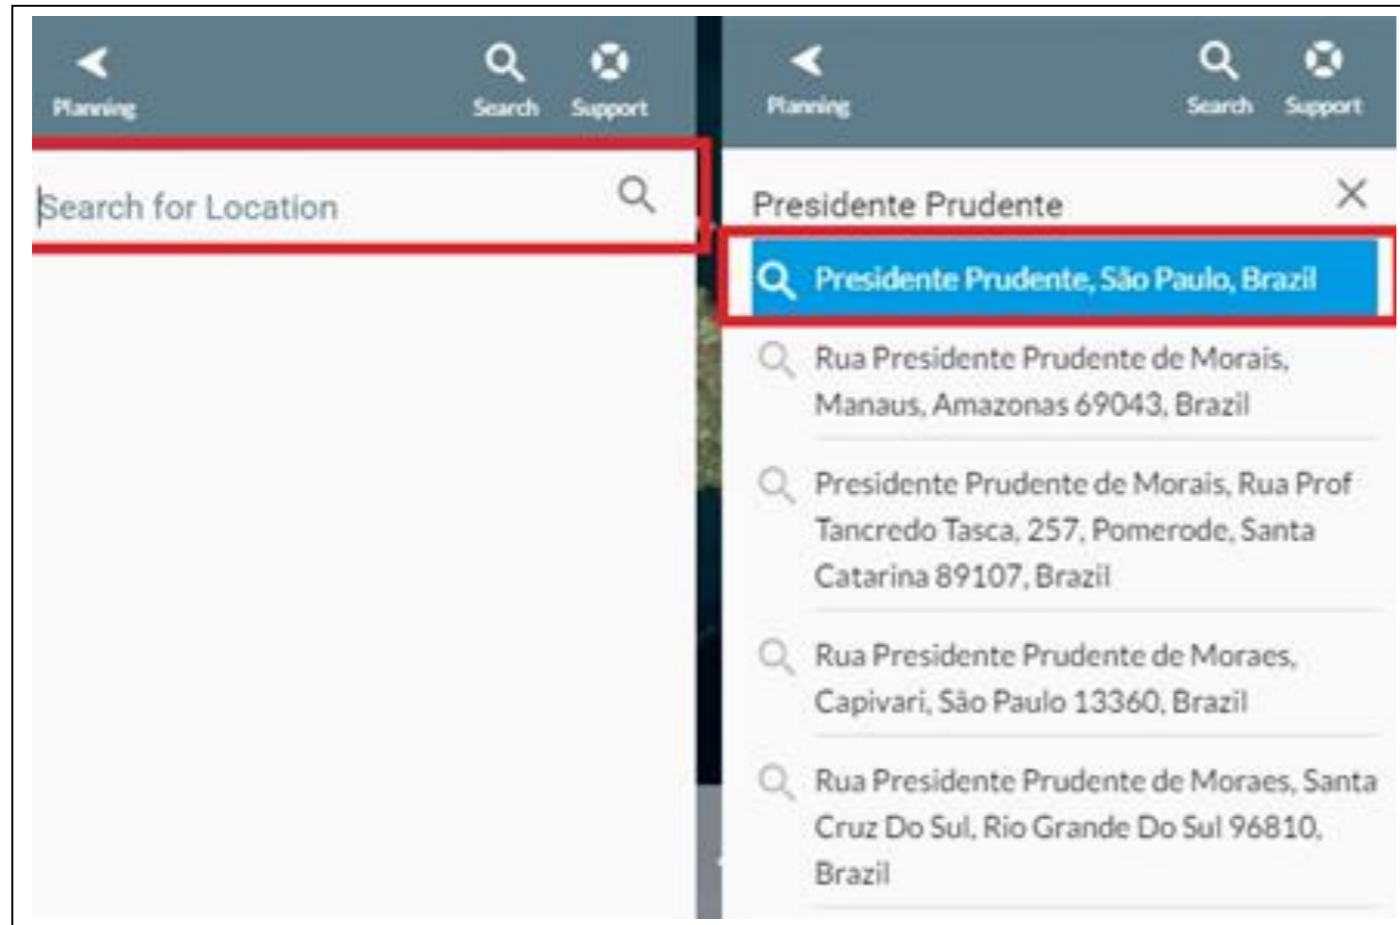 Planning
Search
Support
Search for Location
Planning
Search
Support
Presidente Prudente
Presidente Prudente, São Paulo, Brazil
Rua Presidente Prudente de Morais,
Manaus, Amazonas 69043, Brazil
Presidente Prudente de Morais, Rua Prof
Tancredo Tasca, 257, Pomerode, Santa
Catarina 89107, Brazil
Rua Presidente Prudente de Moraes,
Capivari, São Paulo 13360, Brazil
Rua Presidente Prudente de Moraes, Santa
Cruz Do Sul, Rio Grande Do Sul 96810,
Brazil